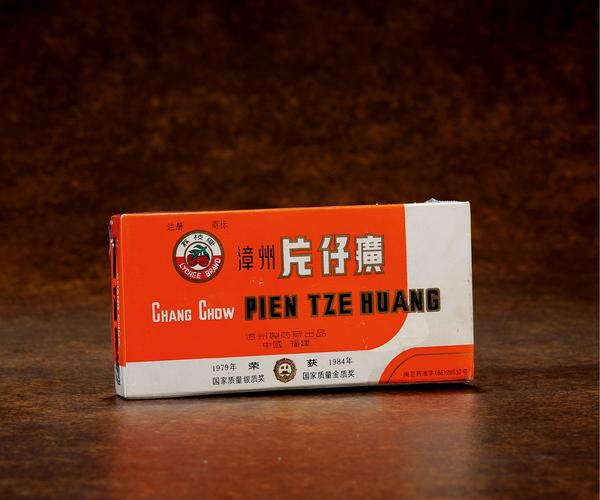 注册 商标
荔枝牌
LYCHEE BRAND
漳州 片仔癀
CHANG CHOW PIEN TZE HUANG
漳州製药厂出品
中國 福建
1979年 荣 获 1984年
国家质量银质奖 国家质量金质奖